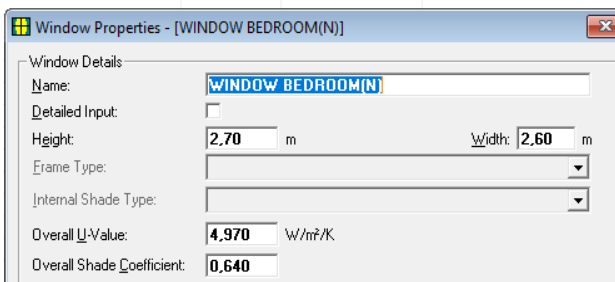 Window Properties - [WINDOW BEDROOM(N)]
Window Details
Name: WINDOW BEDROOM(N)
Detailed Input:
Height: 2,70 m Width: 2,60 m
Frame Type:
Internal Shade Type:
Overall U-Value: 4,970 W/m²/K
Overall Shade Coefficient: 0,640